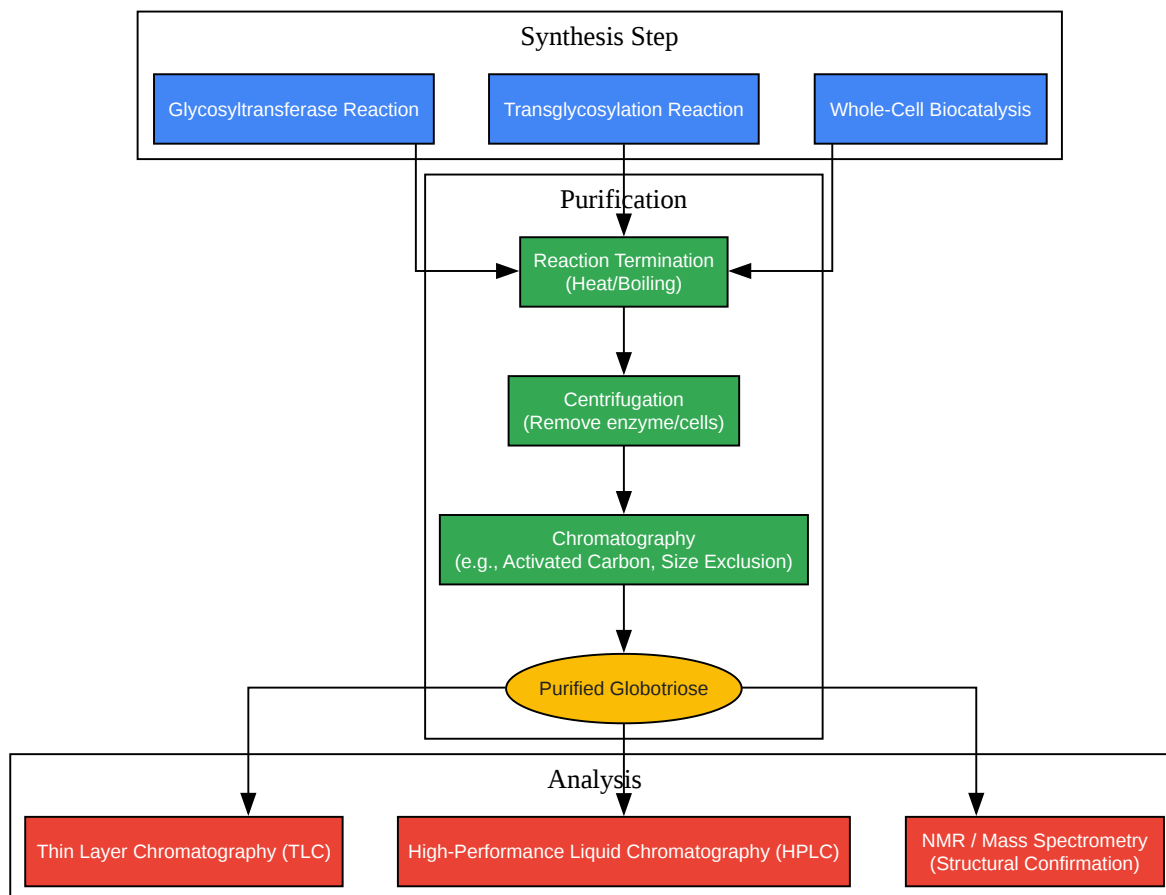 Synthesis Step
Glycosyltransferase Reaction
Transglycosylation Reaction
Whole-Cell Biocatalysis
Purification
Reaction Termination
(Heat/Boiling)
Centrifugation
(Remove enzyme/cells)
Chromatography
(e.g., Activated Carbon, Size Exclusion)
Purified Globotriose
Analysis
Thin Layer Chromatography (TLC)
High-Performance Liquid Chromatography (HPLC)
NMR / Mass Spectrometry
(Structural Confirmation)